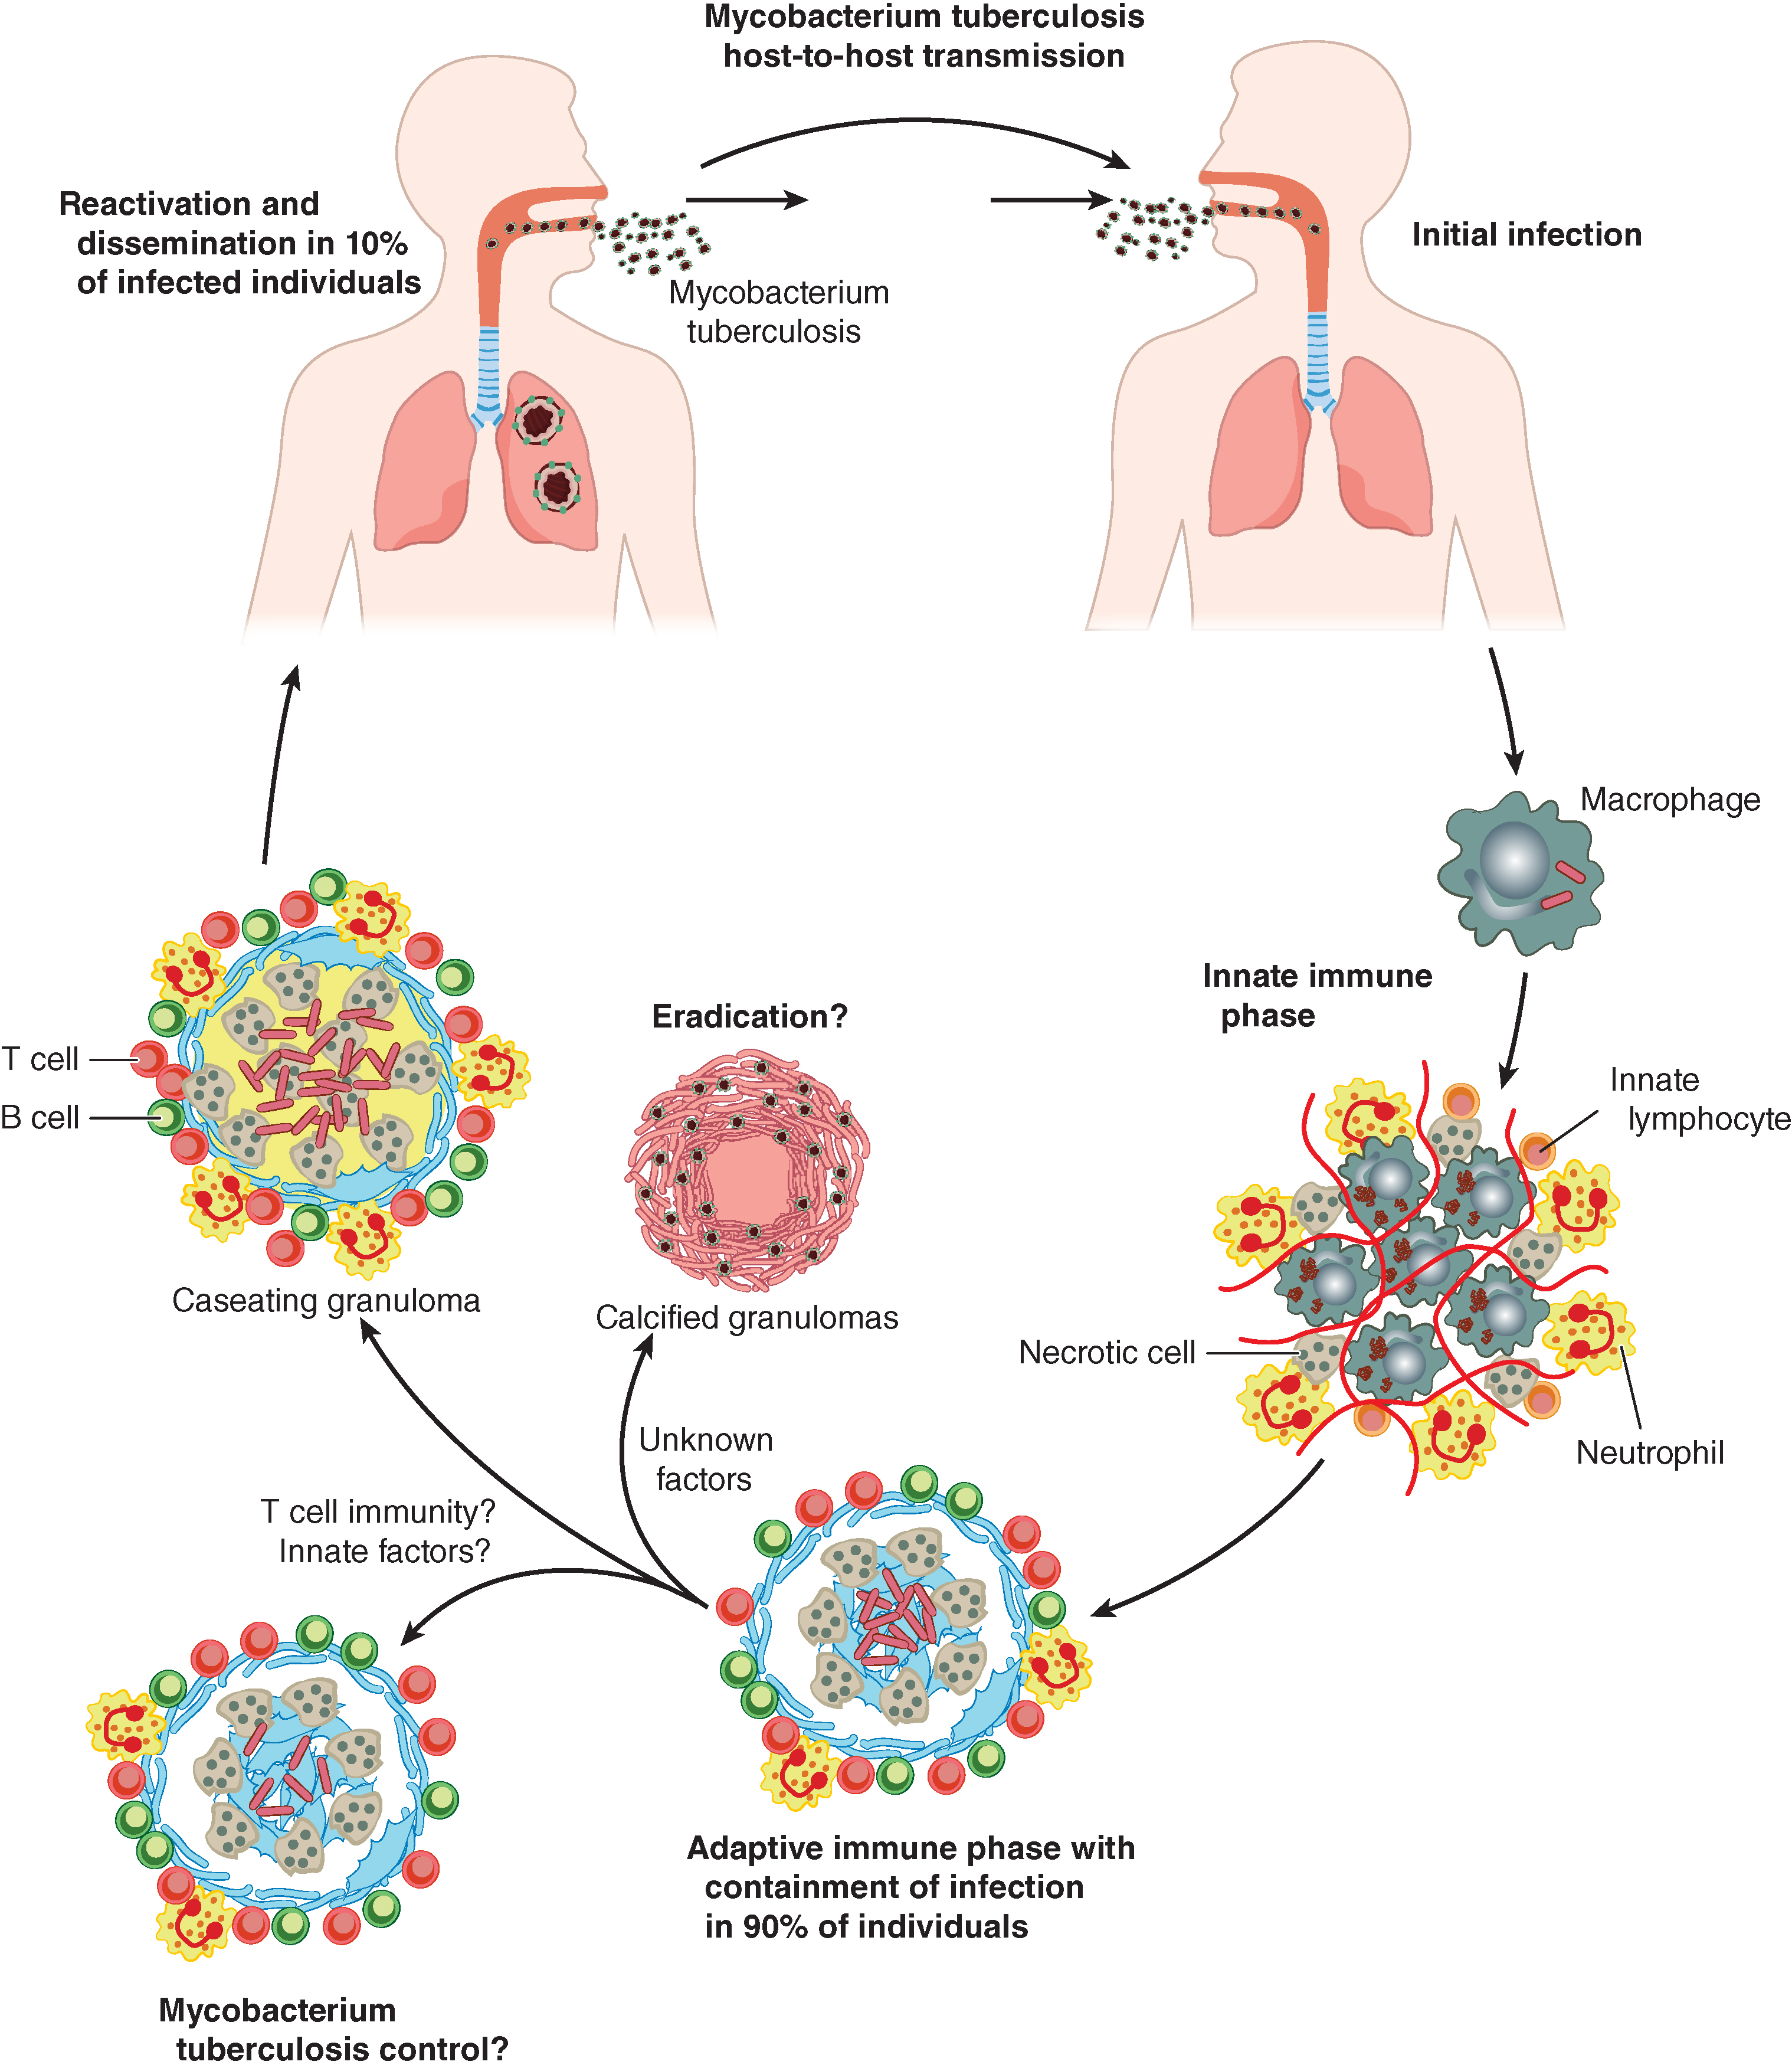 Mycobacterium tuberculosis
host-to-host transmission
Reactivation and
dissemination in 10%
of infected individuals
Mycobacterium
tuberculosis
Initial infection
Macrophage
Innate immune
phase
Innate
lymphocyte
Eradication?
T cell
B cell
Caseating granuloma
Calcified granulomas
Necrotic cell
Neutrophil
Unknown
factors
T cell immunity?
Innate factors?
Adaptive immune phase with
containment of infection
in 90% of individuals
Mycobacterium
tuberculosis control?